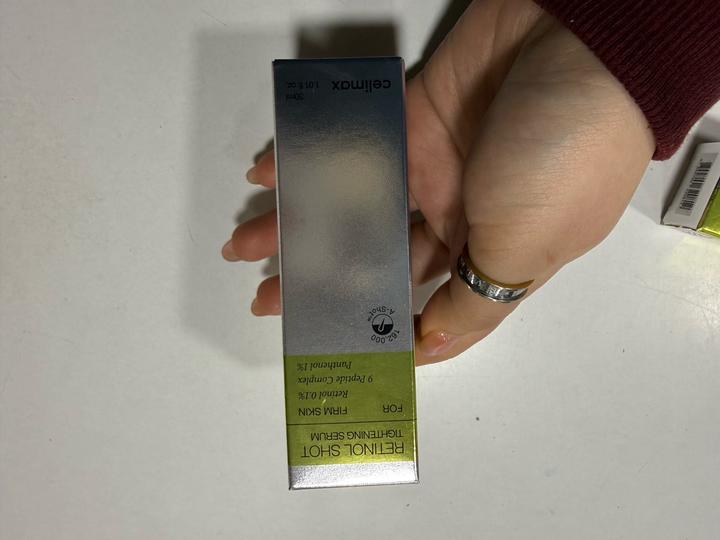 RETINOL SHOT
TIGHTENING SERUM
FOR FIRM SKIN
Retinol 0.1%
9 Peptide Complex
Panthenol 1%
162,000
A-Shot™
celimax
30ml 1.01 fl oz.